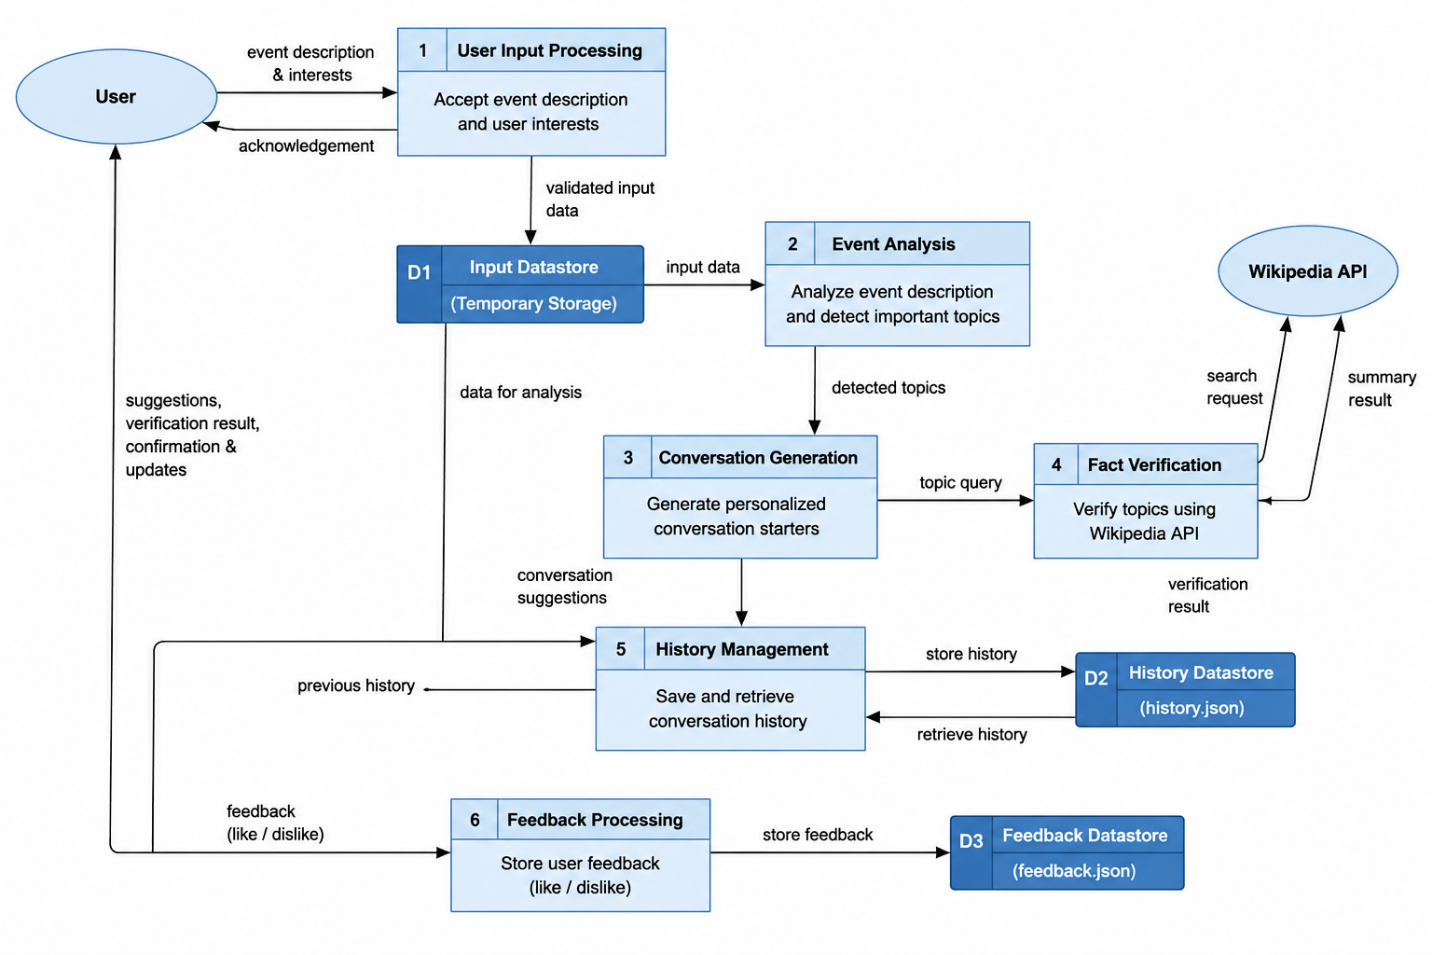 event description
& interests
1 User Input Processing
User
Accept event description
and user interests
acknowledgement
validated input
data
D1 Input Datastore
(Temporary Storage)
input data
2 Event Analysis
Analyze event description
and detect important topics
Wikipedia API
data for analysis
detected topics
search
request
summary
result
suggestions,
verification result,
confirmation &
updates
3 Conversation Generation
Generate personalized
conversation starters
topic query
4 Fact Verification
Verify topics using
Wikipedia API
conversation
suggestions
verification
result
5 History Management
Save and retrieve
conversation history
previous history
store history
D2 History Datastore
(history.json)
retrieve history
feedback
(like / dislike)
6 Feedback Processing
Store user feedback
(like / dislike)
store feedback
D3 Feedback Datastore
(feedback.json)